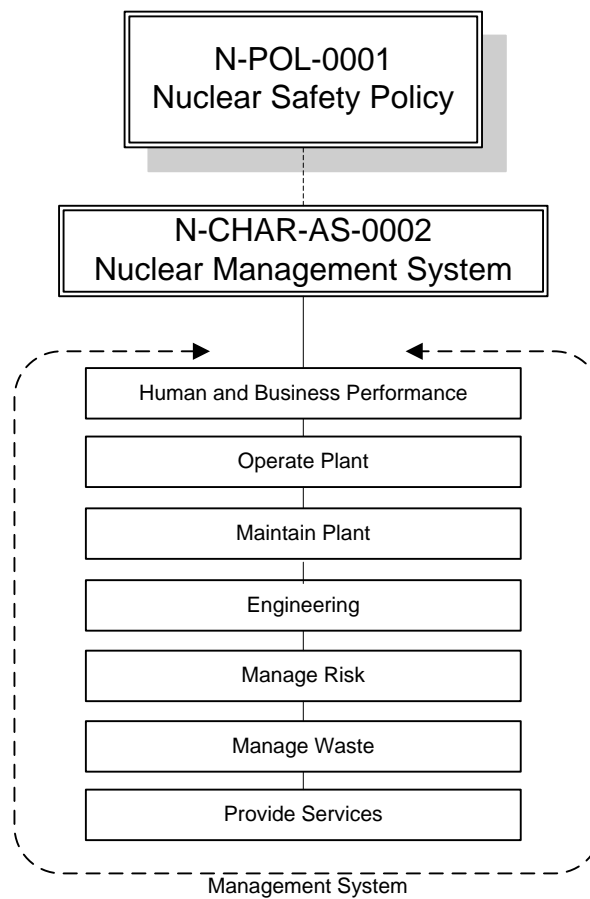 N-POL-0001
Nuclear Safety Policy
N-CHAR-AS-0002
Nuclear Management System
Human and Business Performance
Operate Plant
Maintain Plant
Engineering
Manage Risk
Manage Waste
Provide Services
Management System